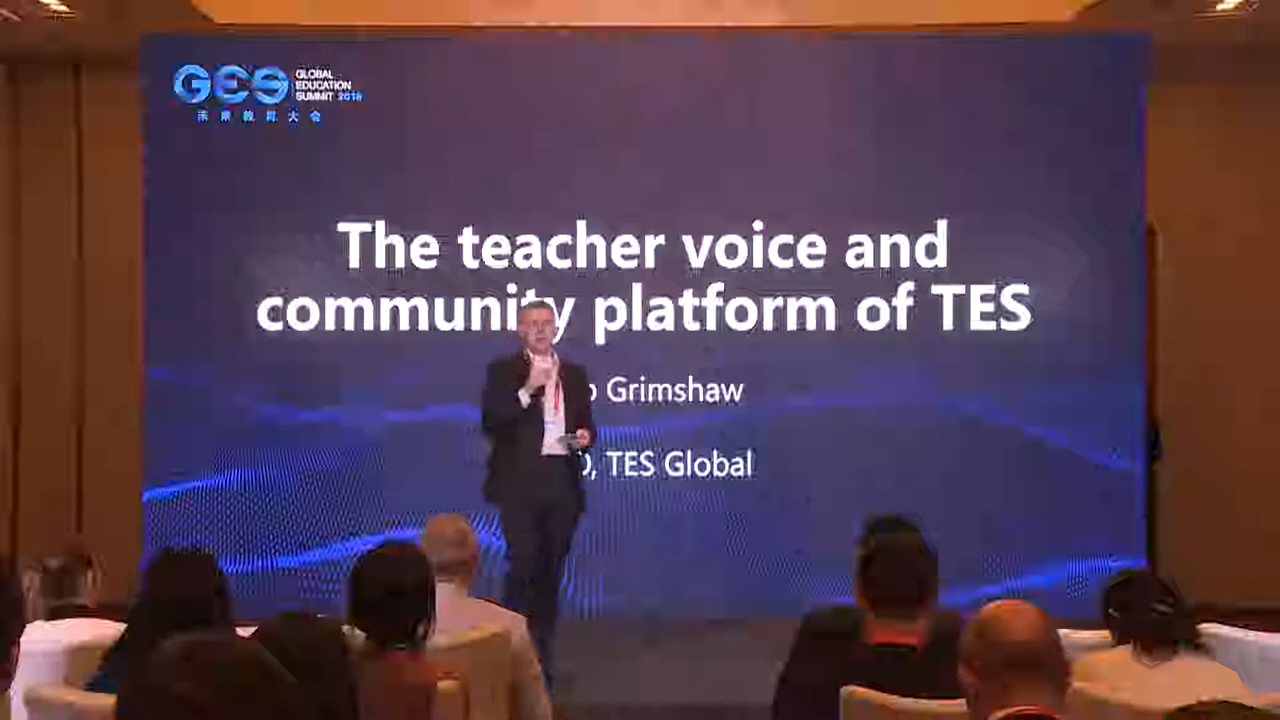 GES
GLOBAL
EDUCATION
SUMMIT 2018
未来教育大会
The teacher voice and
community platform of TES
Grimshaw
TES Global